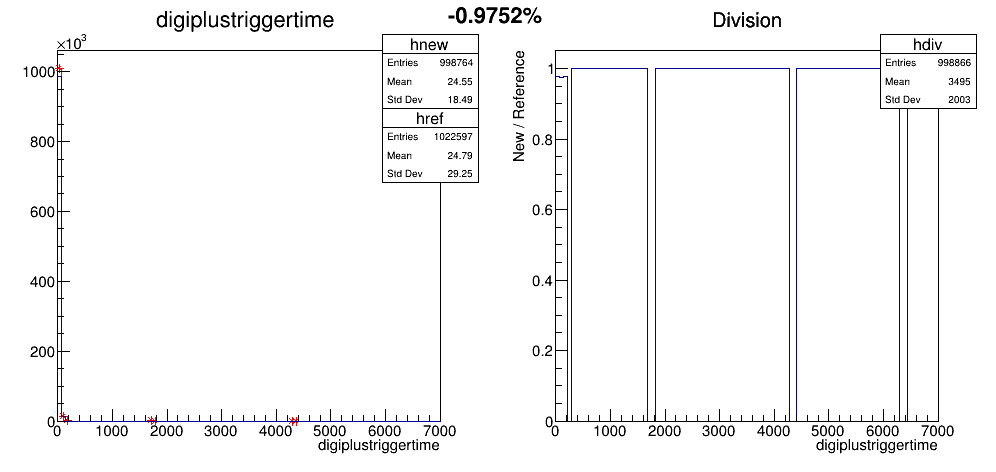 digiplustriggertime
-0.9752%
Division
×10³
hnew
Entries 998764
Mean 24.55
Std Dev 18.49
href
Entries 1022597
Mean 24.79
Std Dev 29.25
1000
800
600
400
200
0
0 1000 2000 3000 4000 5000 6000 7000
digiplustriggertime
hdiv
Entries 998866
Mean 3495
Std Dev 2003
New / Reference
1
0.8
0.6
0.4
0.2
0
0 1000 2000 3000 4000 5000 6000 7000
digiplustriggertime